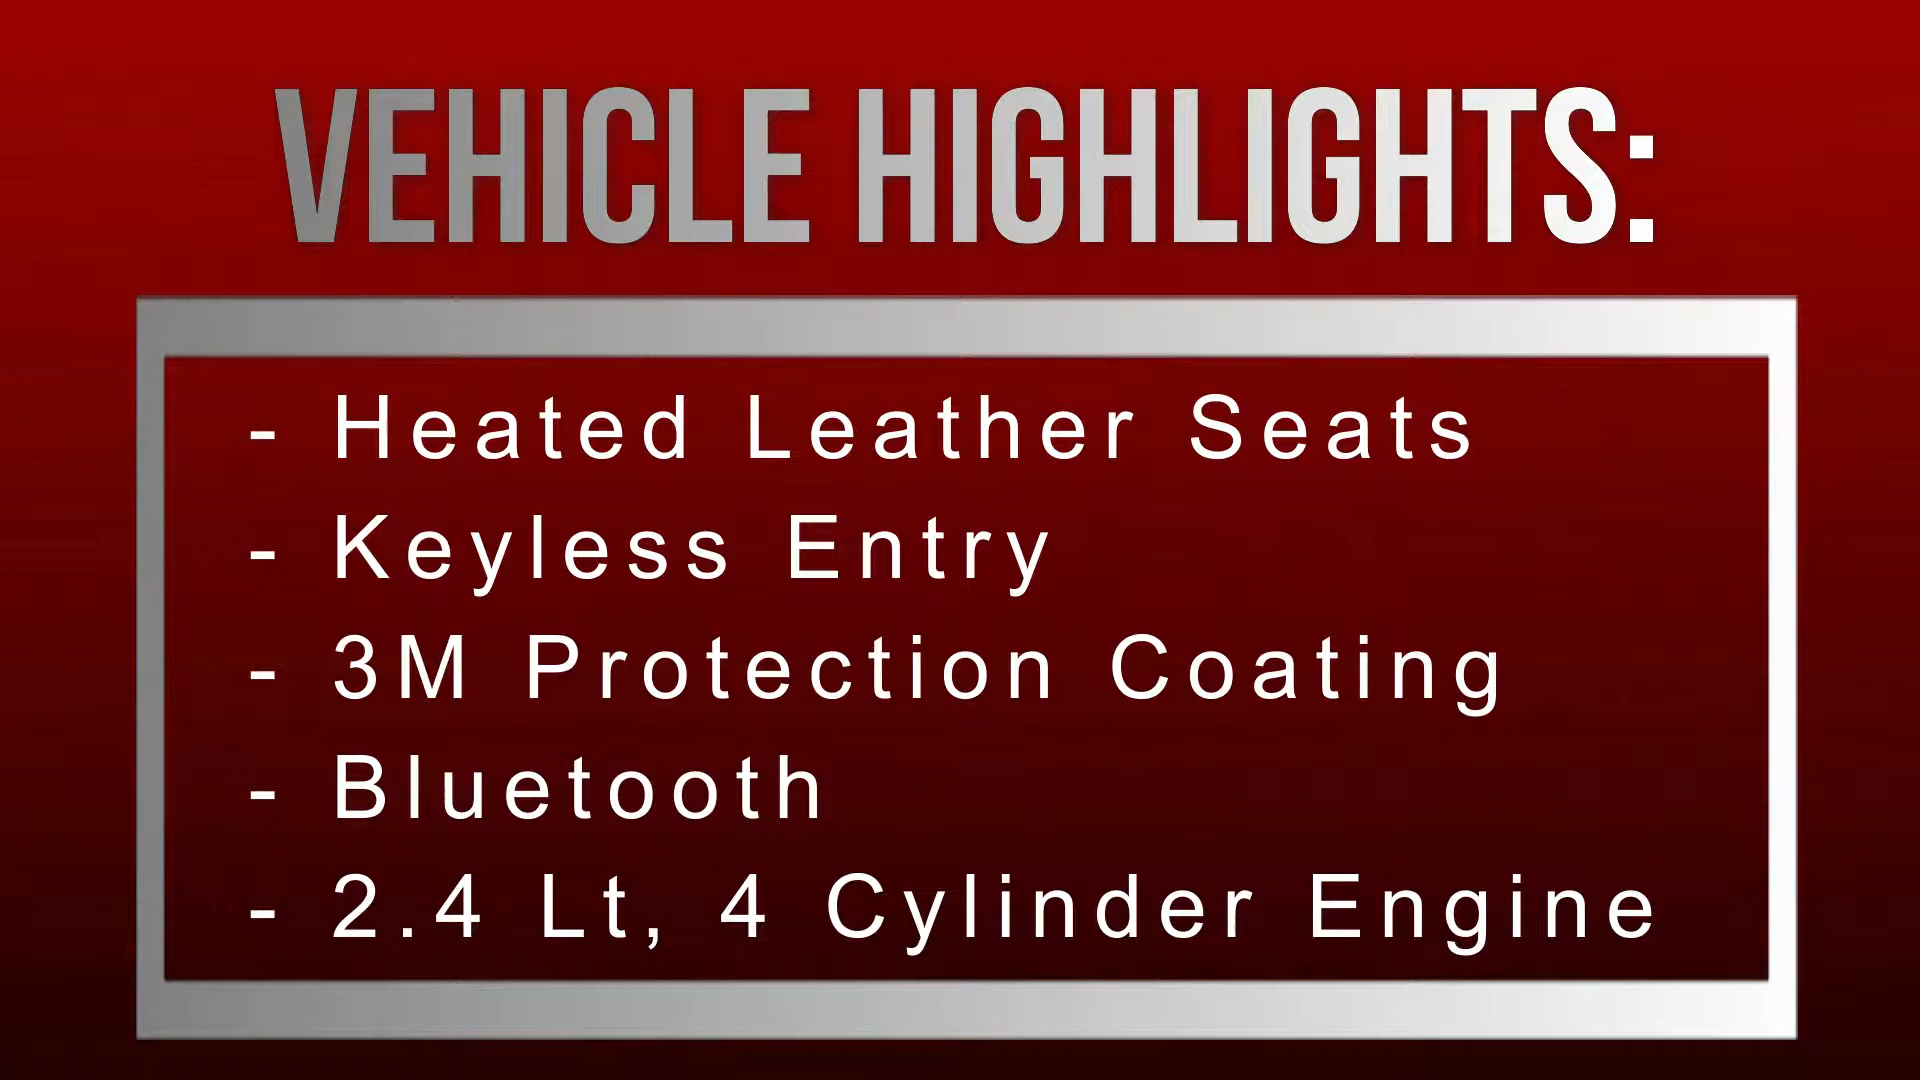 VEHICLE HIGHLIGHTS:
- Heated Leather Seats
- Keyless Entry
- 3M Protection Coating
- Bluetooth
- 2.4 Lt, 4 Cylinder Engine